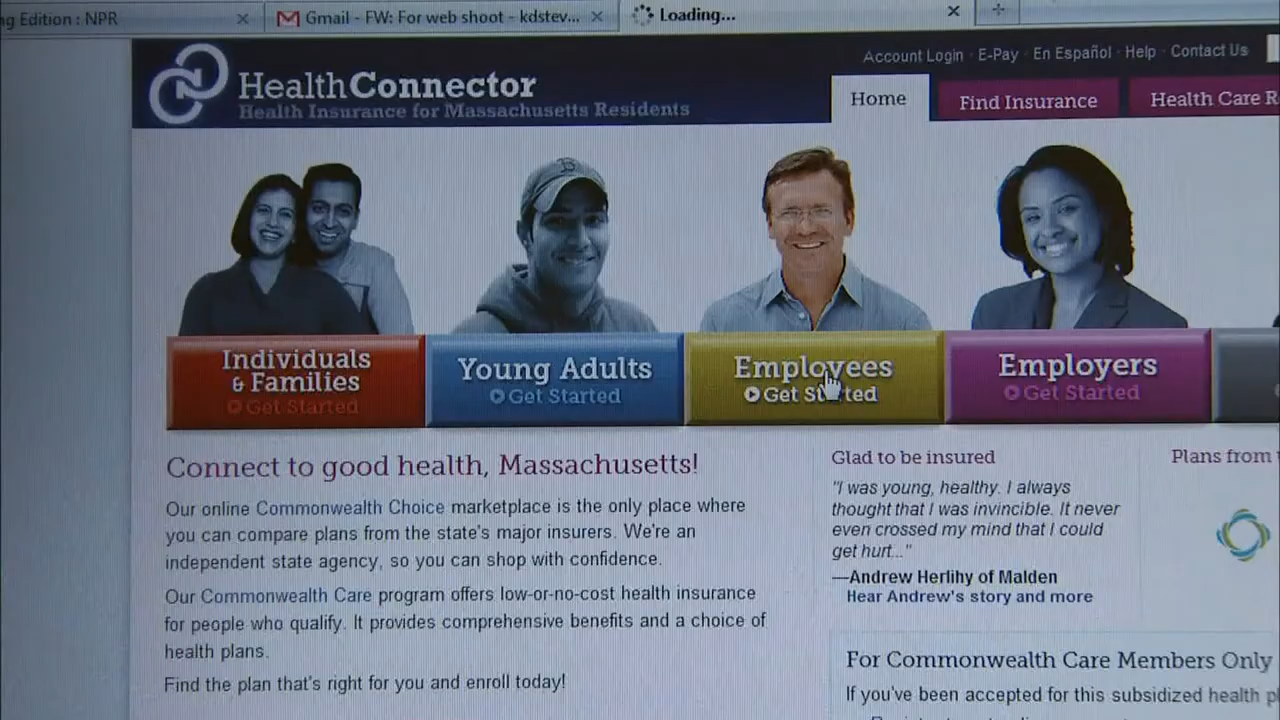 ng Edition : NPR
Gmail - FW: For web shoot - kdstev...
Loading...
Account Login · E-Pay · En Español · Help · Contact Us
HealthConnector
Health Insurance for Massachusetts Residents
Home
Find Insurance
Health Care R
Individuals
& Families
Get Started
Young Adults
Get Started
Employees
Get Started
Employers
Get Started
Connect to good health, Massachusetts!
Our online Commonwealth Choice marketplace is the only place where
you can compare plans from the state's major insurers. We're an
independent state agency, so you can shop with confidence.
Our Commonwealth Care program offers low-or-no-cost health insurance
for people who qualify. It provides comprehensive benefits and a choice of
health plans.
Find the plan that's right for you and enroll today!
Glad to be insured
"I was young, healthy. I always
thought that I was invincible. It never
even crossed my mind that I could
get hurt..."
—Andrew Herlihy of Malden
Hear Andrew's story and more
Plans from
For Commonwealth Care Members Only
If you've been accepted for this subsidized health p